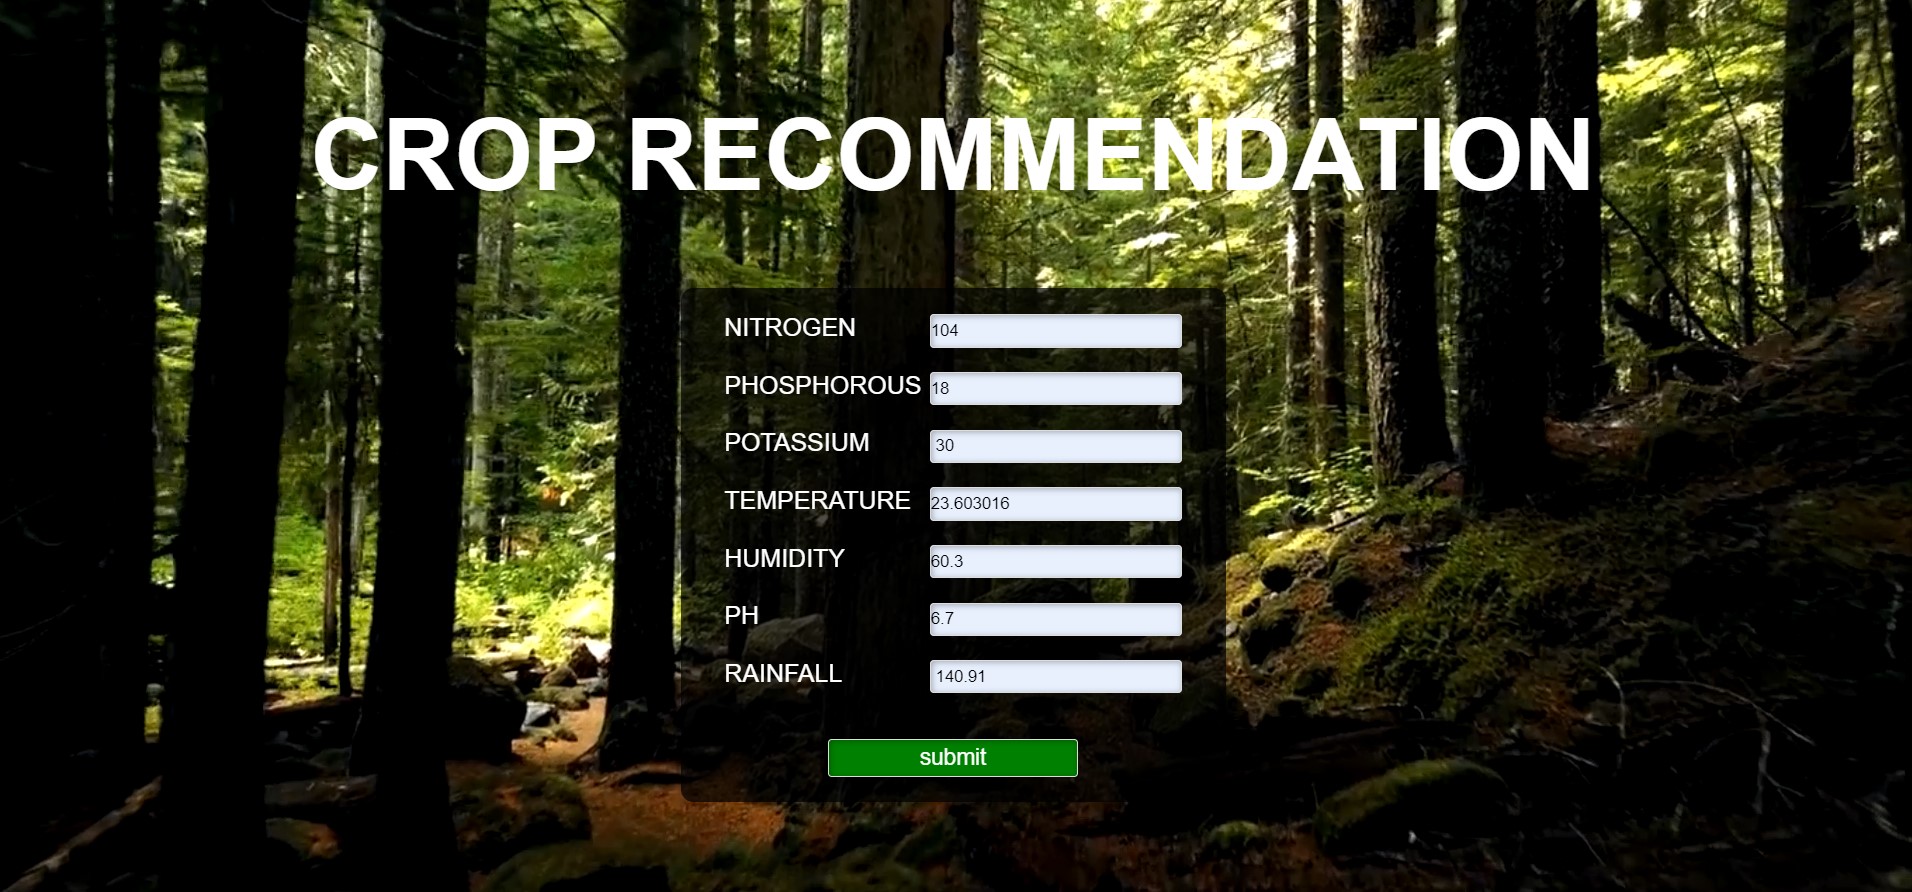 CROP RECOMMENDATION
NITROGEN 104
PHOSPHOROUS 18
POTASSIUM 30
TEMPERATURE 23.603016
HUMIDITY 60.3
PH 6.7
RAINFALL 140.91
submit